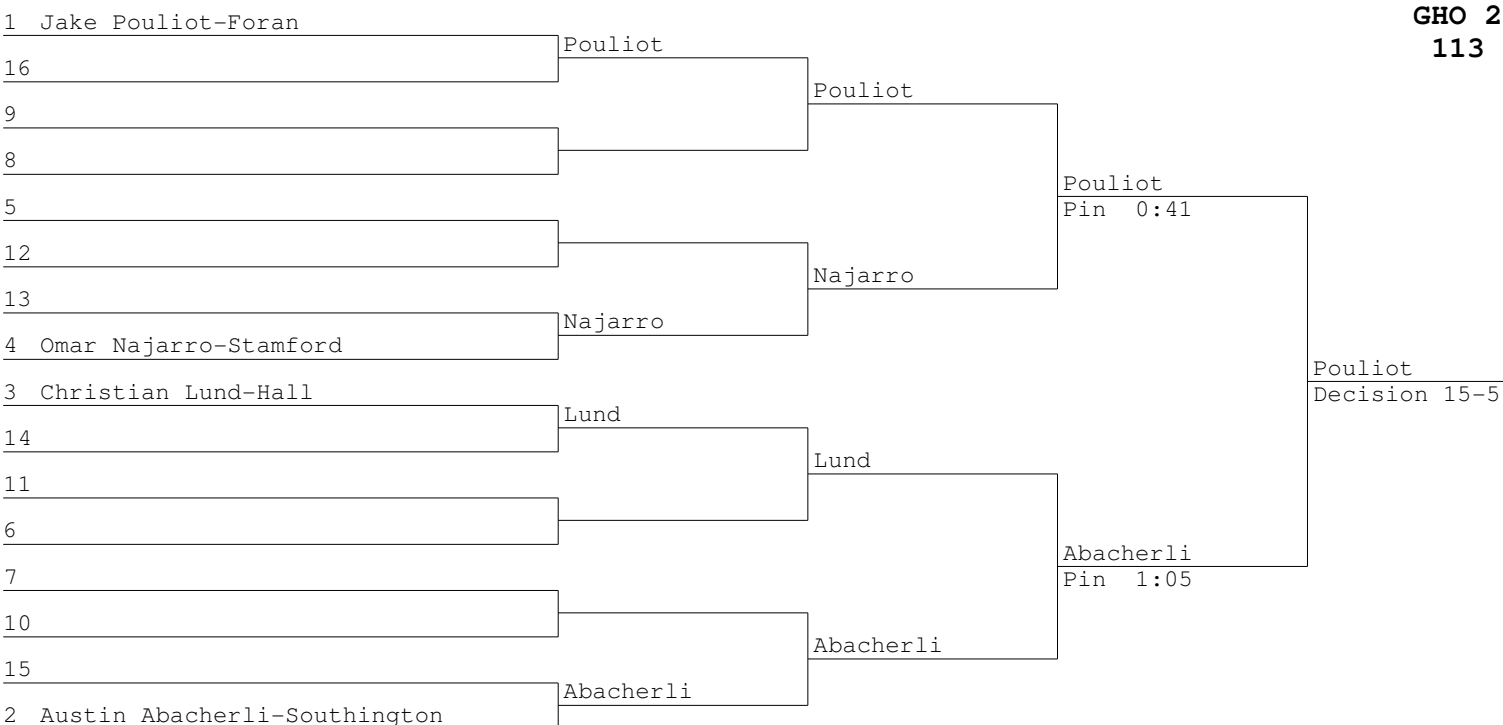 GHO 2
113
1 Jake Pouliot-Foran
16
9
8
5
12
13
4 Omar Najarro-Stamford
3 Christian Lund-Hall
14
11
6
7
10
15
2 Austin Abacherli-Southington
Pouliot
Najarro
Lund
Abacherli
Pouliot
Najarro
Lund
Abacherli
Pouliot
Pin 0:41
Abacherli
Pin 1:05
Pouliot
Decision 15-5